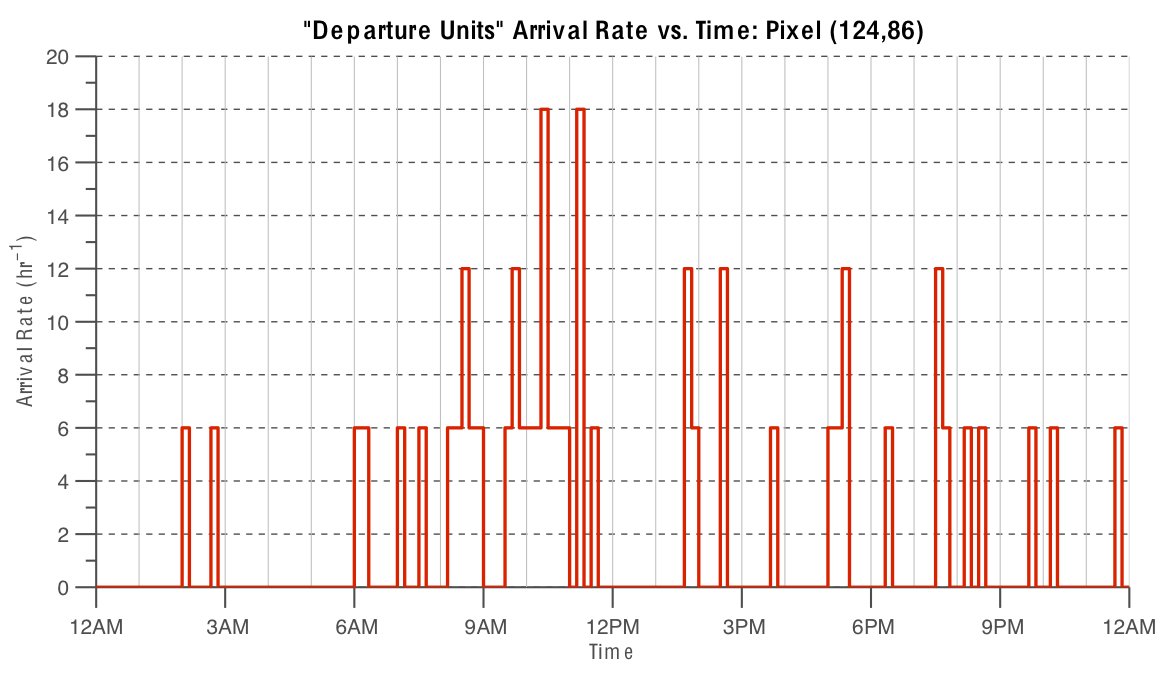 "Departure Units" Arrival Rate vs. Time: Pixel (124,86)
20
18
16
14
12
10
8
6
4
2
0
Arrival Rate (hr⁻¹)
12AM 3AM 6AM 9AM 12PM 3PM 6PM 9PM 12AM
Time